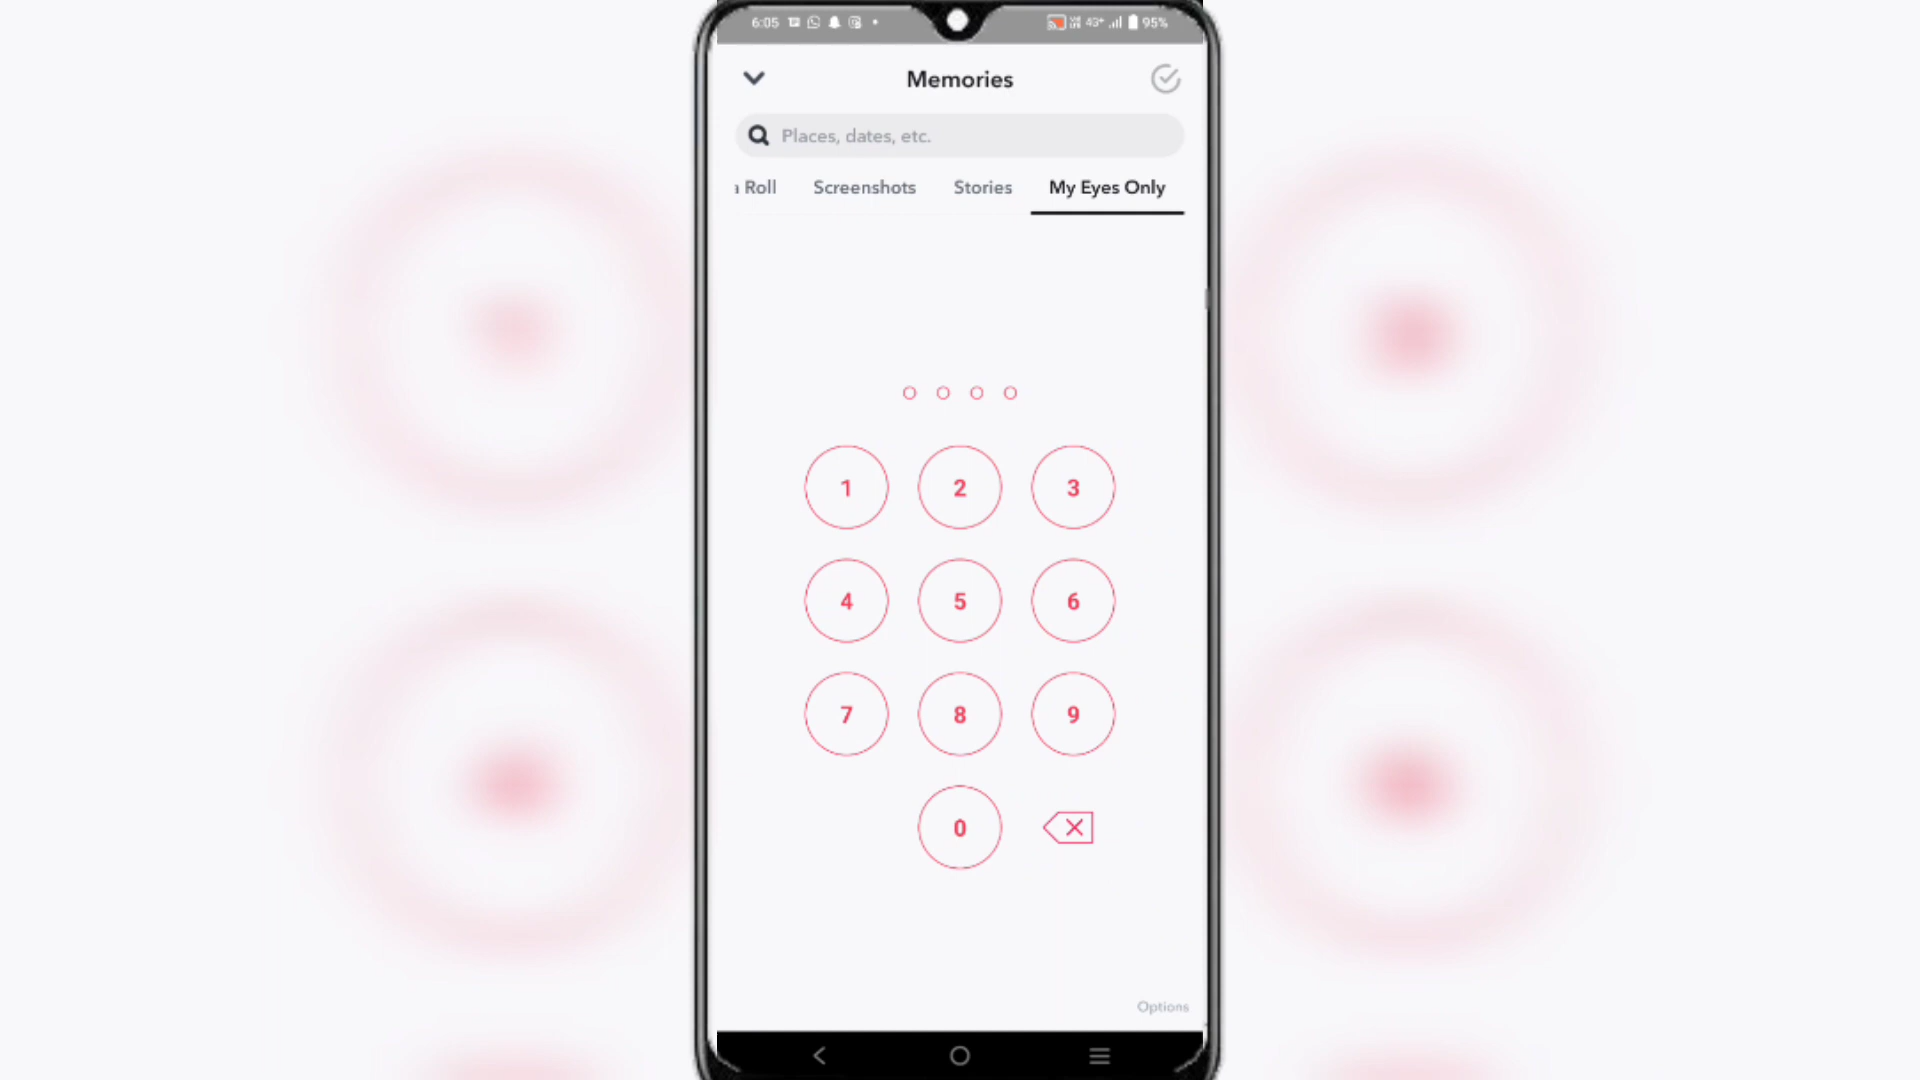 6:05 4G+ 95%
Memories
Places, dates, etc.
a Roll Screenshots Stories My Eyes Only
1 2 3
4 5 6
7 8 9
0
Options